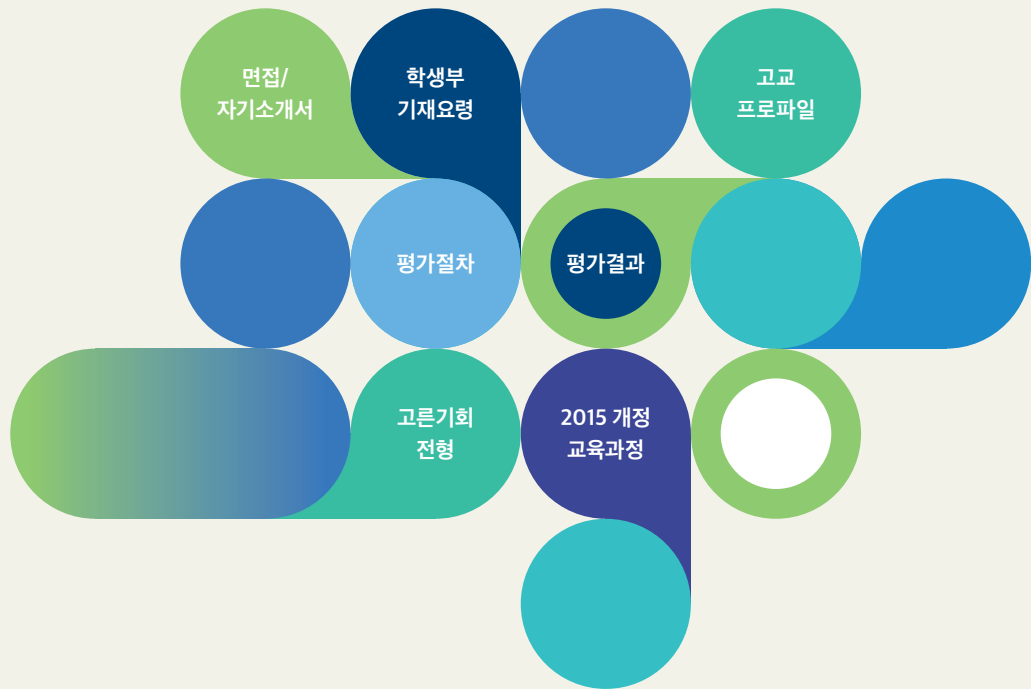 면접/
자기소개서
학생부
기재요령
고교
프로파일
평가절차
평가결과
고른기회
전형
2015 개정
교육과정